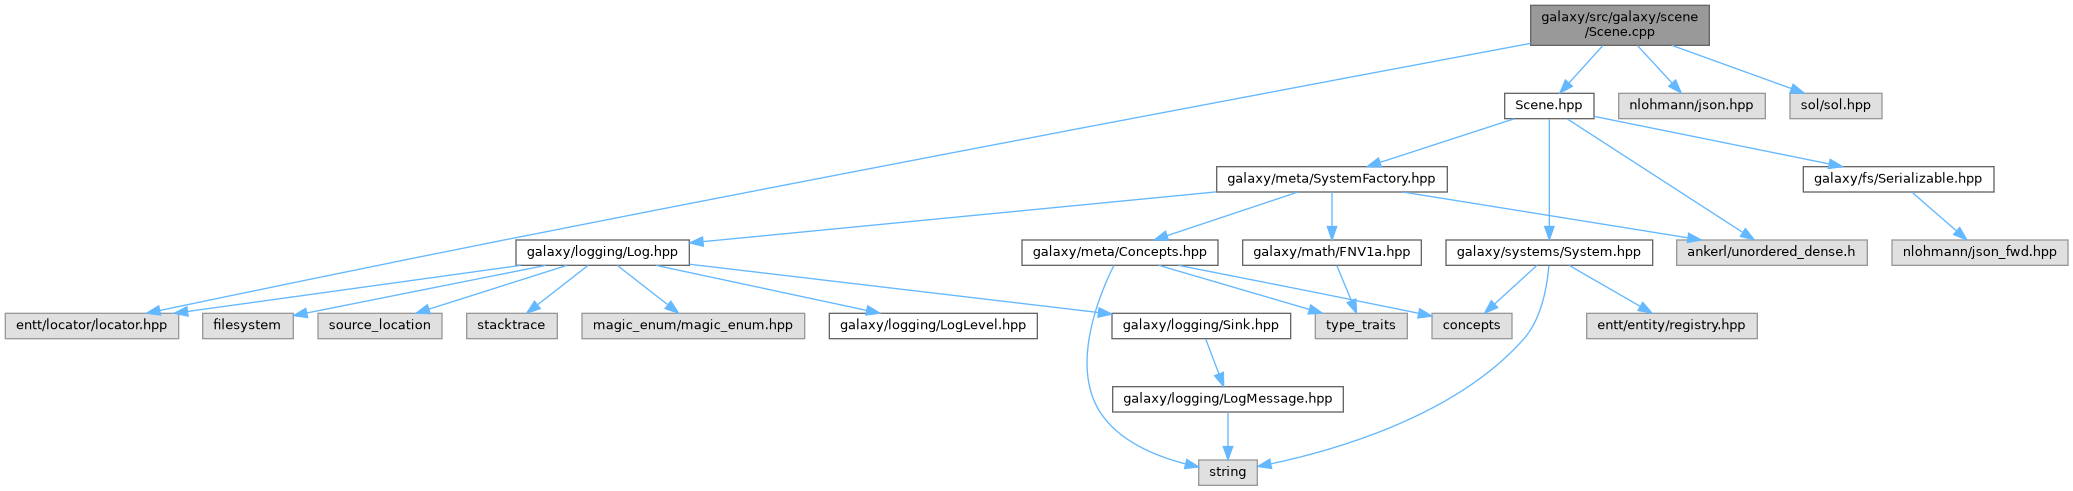 galaxy/src/galaxy/scene
/Scene.cpp
Scene.hpp
nlohmann/json.hpp
sol/sol.hpp
galaxy/meta/SystemFactory.hpp
galaxy/fs/Serializable.hpp
galaxy/logging/Log.hpp
galaxy/meta/Concepts.hpp
galaxy/math/FNV1a.hpp
galaxy/systems/System.hpp
ankerl/unordered_dense.h
nlohmann/json_fwd.hpp
entt/locator/locator.hpp
filesystem
source_location
stacktrace
magic_enum/magic_enum.hpp
galaxy/logging/LogLevel.hpp
galaxy/logging/Sink.hpp
type_traits
concepts
entt/entity/registry.hpp
galaxy/logging/LogMessage.hpp
string